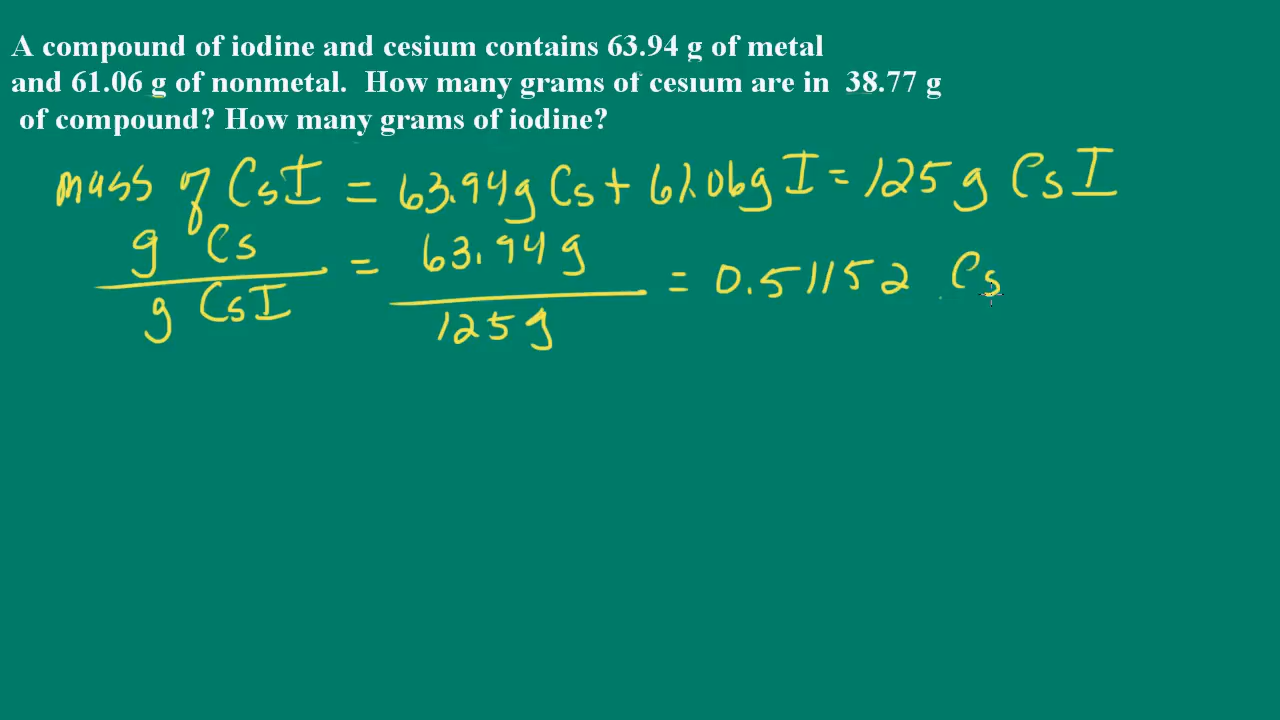 A compound of iodine and cesium contains 63.94 g of metal
and 61.06 g of nonmetal. How many grams of cesium are in 38.77 g
of compound? How many grams of iodine?
mass of CsI = 63.94g Cs + 61.06g I = 125 g CsI
g Cs
g CsI
=
63.94g
125g
= 0.51152 Cs